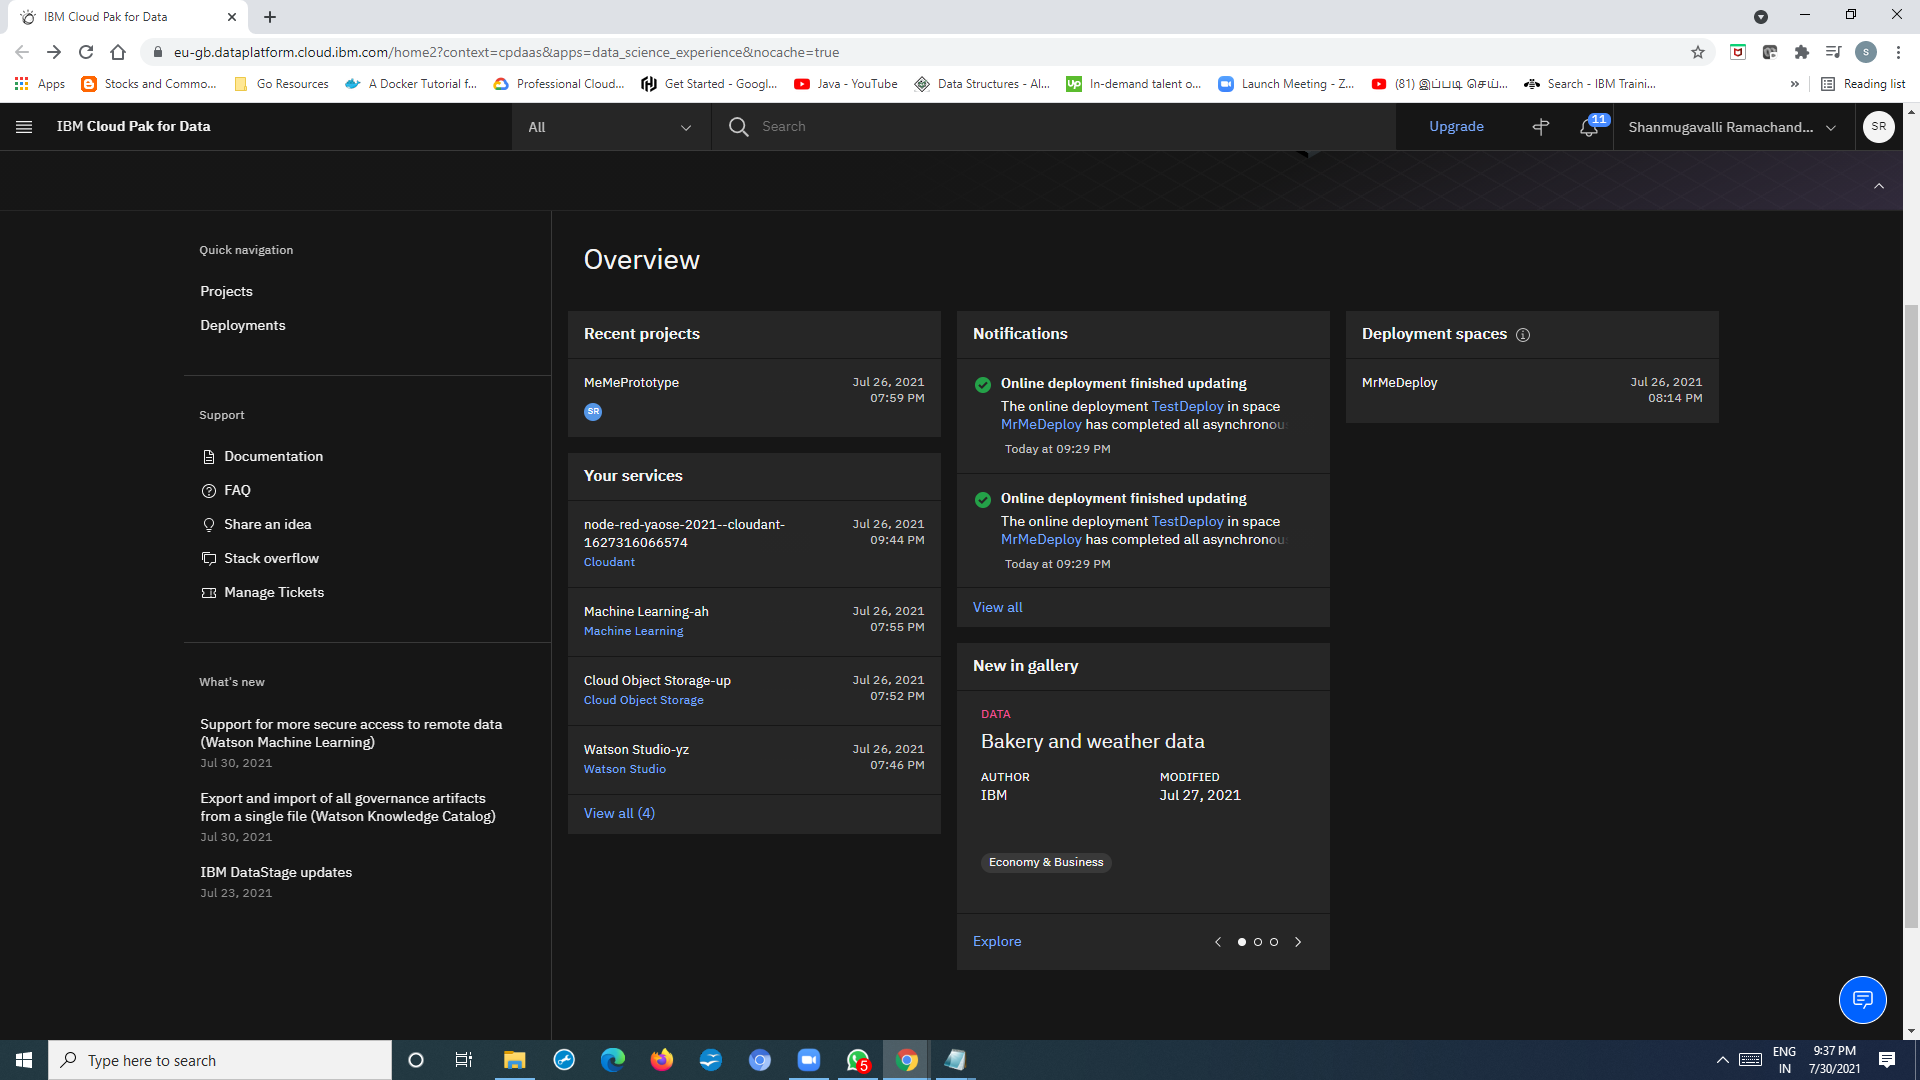 IBM Cloud Pak for Data
eu-gb.dataplatform.cloud.ibm.com/home2?context=cpdaas&apps=data_science_experience&nocache=true
S
Apps
Stocks and Commo...
Go Resources
A Docker Tutorial f...
Professional Cloud...
Get Started - Googl...
Java - YouTube
Data Structures - Al...
Up
In-demand talent o...
Launch Meeting - Z...
(81) இப்படி செய்...
Search - IBM Traini...
»
Reading list
IBM Cloud Pak for Data
All
Search
Upgrade
11
Shanmugavalli Ramachand...
SR
Quick navigation
Projects
Deployments
Support
Documentation
FAQ
Share an idea
Stack overflow
Manage Tickets
What's new
Support for more secure access to remote data
(Watson Machine Learning)
Jul 30, 2021
Export and import of all governance artifacts
from a single file (Watson Knowledge Catalog)
Jul 30, 2021
IBM DataStage updates
Jul 23, 2021
Overview
Recent projects
MeMePrototype
Jul 26, 2021
07:59 PM
SR
Your services
node-red-yaose-2021--cloudant-
1627316066574
Cloudant
Jul 26, 2021
09:44 PM
Machine Learning-ah
Machine Learning
Jul 26, 2021
07:55 PM
Cloud Object Storage-up
Cloud Object Storage
Jul 26, 2021
07:52 PM
Watson Studio-yz
Watson Studio
Jul 26, 2021
07:46 PM
View all (4)
Notifications
Online deployment finished updating
The online deployment TestDeploy in space
MrMeDeploy has completed all asynchronou
Today at 09:29 PM
Online deployment finished updating
The online deployment TestDeploy in space
MrMeDeploy has completed all asynchronou
Today at 09:29 PM
View all
New in gallery
DATA
Bakery and weather data
AUTHOR
IBM
MODIFIED
Jul 27, 2021
Economy & Business
Explore
Deployment spaces
MrMeDeploy
Jul 26, 2021
08:14 PM
Type here to search
5
ENG
IN
9:37 PM
7/30/2021